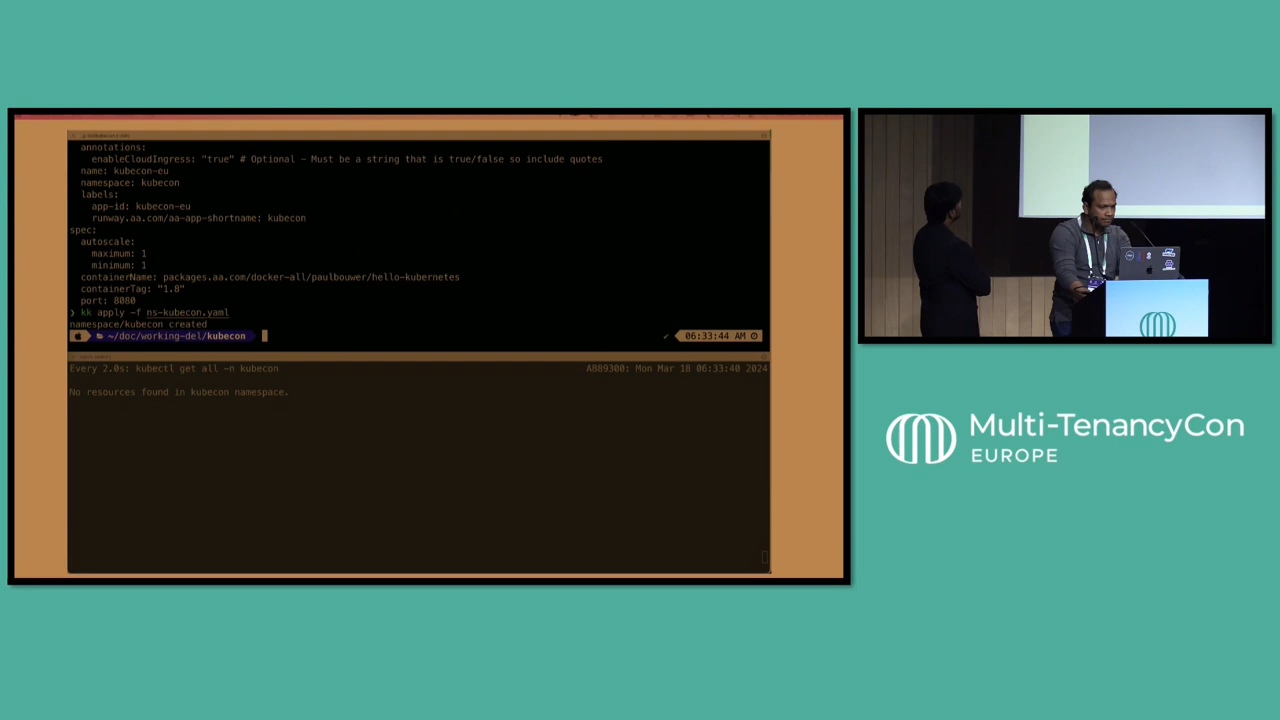 annotations:
enableCloudIngress: "true" # Optional - Must be a string that is true/false so include quotes
name: kubecon-eu
namespace: kubecon
labels:
app-id: kubecon-eu
runway.aa.com/aa-app-shortname: kubecon
spec:
autoscale:
maximum: 1
minimum: 1
containerName: packages.aa.com/docker-all/paulbouwer/hello-kubernetes
containerTag: "1.8"
port: 8080
❯ kk apply -f ns-kubecon.yaml
namespace/kubecon created
~/doc/working-del/kubecon ✓ 06:33:44 AM
Every 2.0s: kubectl get all -n kubecon A889300: Mon Mar 18 06:33:40 2024
No resources found in kubecon namespace.
Multi-TenancyCon
EUROPE